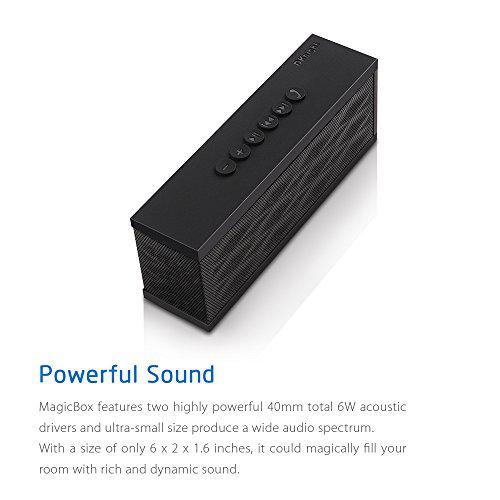 DKnight
Powerful Sound
MagicBox features two highly powerful 40mm total 6W acoustic
drivers and ultra-small size produce a wide audio spectrum.
With a size of only 6 x 2 x 1.6 inches, it could magically fill your
room with rich and dynamic sound.